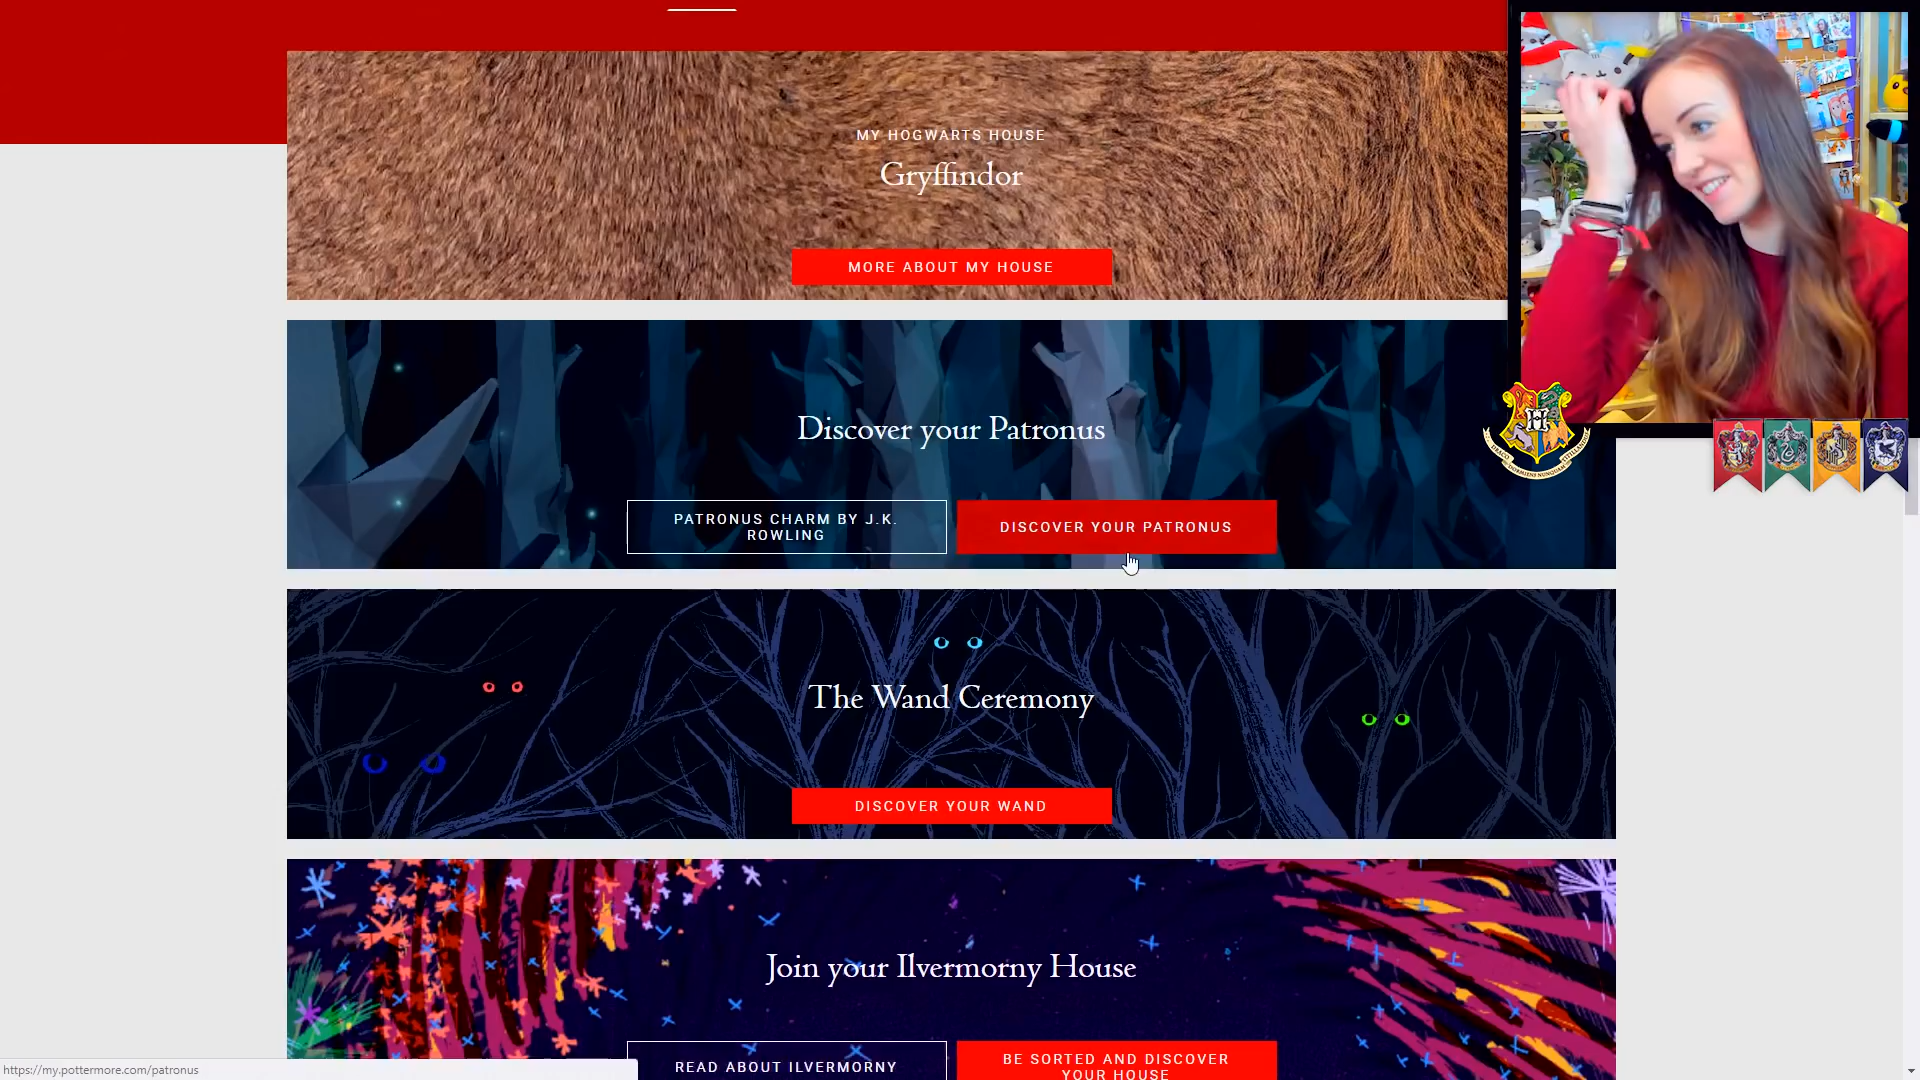 MY HOGWARTS HOUSE
Gryffindor
MORE ABOUT MY HOUSE
Discover your Patronus
PATRONUS CHARM BY J.K.
ROWLING
DISCOVER YOUR PATRONUS
The Wand Ceremony
DISCOVER YOUR WAND
Join your Ilvermorny House
READ ABOUT ILVERMORNY
BE SORTED AND DISCOVER
YOUR HOUSE
https://my.pottermore.com/patronus